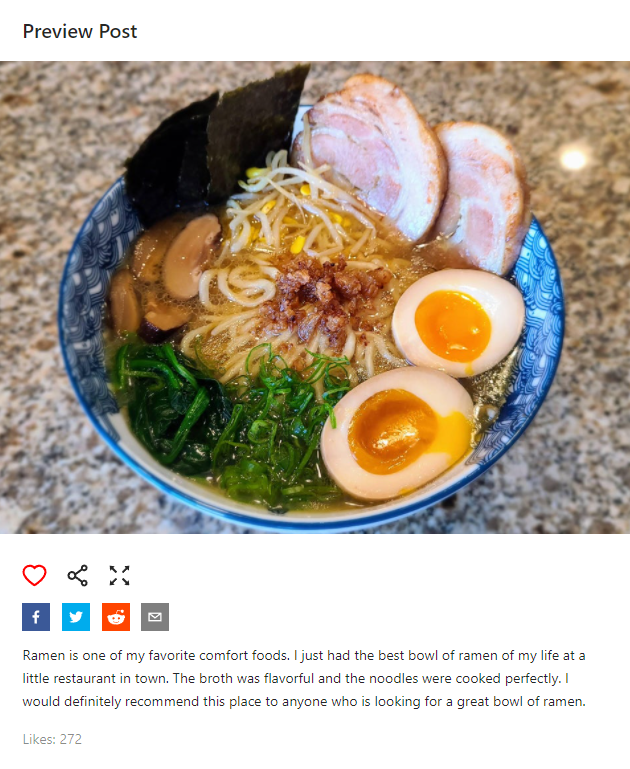 Preview Post
Ramen is one of my favorite comfort foods. I just had the best bowl of ramen of my life at a
little restaurant in town. The broth was flavorful and the noodles were cooked perfectly. I
would definitely recommend this place to anyone who is looking for a great bowl of ramen.
Likes: 272